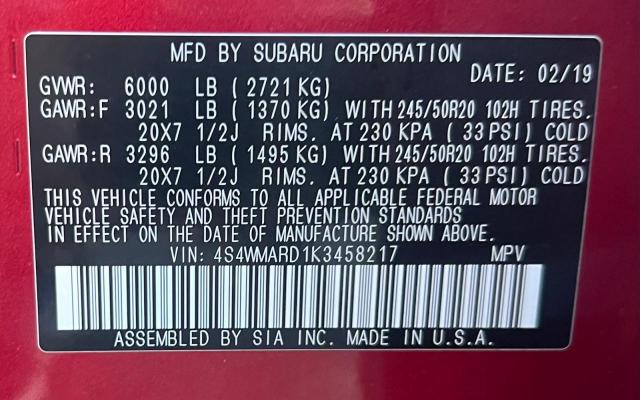 MFD BY SUBARU CORPORATION
DATE: 02/19
GVWR: 6000 LB ( 2721 KG)
GAWR:F 3021 LB ( 1370 KG) WITH 245/50R20 102H TIRES.
20X7 1/2J RIMS. AT 230 KPA ( 33 PSI) COLD
GAWR:R 3296 LB ( 1495 KG) WITH 245/50R20 102H TIRES.
20X7 1/2J RIMS. AT 230 KPA ( 33 PSI) COLD
THIS VEHICLE CONFORMS TO ALL APPLICABLE FEDERAL MOTOR
VEHICLE SAFETY AND THEFT PREVENTION STANDARDS
IN EFFECT ON THE DATE OF MANUFACTURE SHOWN ABOVE.
VIN: 4S4WMARD1K3458217 MPV
ASSEMBLED BY SIA INC. MADE IN U.S.A.